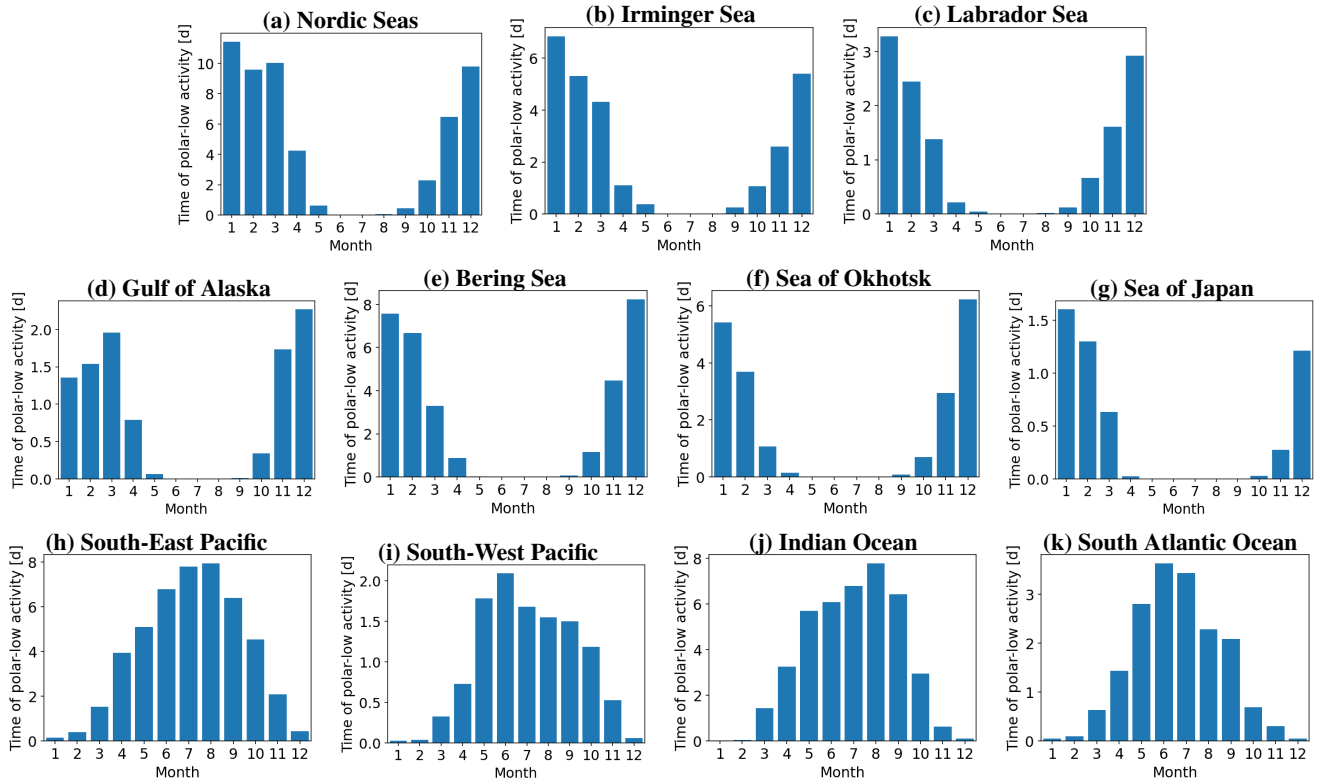 (a) Nordic Seas
Time of polar-low activity [d]
10
8
6
4
2
0
1 2 3 4 5 6 7 8 9 10 11 12
Month
(b) Irminger Sea
Time of polar-low activity [d]
6
4
2
0
1 2 3 4 5 6 7 8 9 10 11 12
Month
(c) Labrador Sea
Time of polar-low activity [d]
3
2
1
0
1 2 3 4 5 6 7 8 9 10 11 12
Month
(d) Gulf of Alaska
Time of polar-low activity [d]
2.0
1.5
1.0
0.5
0.0
1 2 3 4 5 6 7 8 9 10 11 12
Month
(e) Bering Sea
Time of polar-low activity [d]
8
6
4
2
0
1 2 3 4 5 6 7 8 9 10 11 12
Month
(f) Sea of Okhotsk
Time of polar-low activity [d]
6
4
2
0
1 2 3 4 5 6 7 8 9 10 11 12
Month
(g) Sea of Japan
Time of polar-low activity [d]
1.5
1.0
0.5
0.0
1 2 3 4 5 6 7 8 9 10 11 12
Month
(h) South-East Pacific
Time of polar-low activity [d]
8
6
4
2
0
1 2 3 4 5 6 7 8 9 10 11 12
Month
(i) South-West Pacific
Time of polar-low activity [d]
2.0
1.5
1.0
0.5
0.0
1 2 3 4 5 6 7 8 9 10 11 12
Month
(j) Indian Ocean
Time of polar-low activity [d]
8
6
4
2
0
1 2 3 4 5 6 7 8 9 10 11 12
Month
(k) South Atlantic Ocean
Time of polar-low activity [d]
3
2
1
0
1 2 3 4 5 6 7 8 9 10 11 12
Month